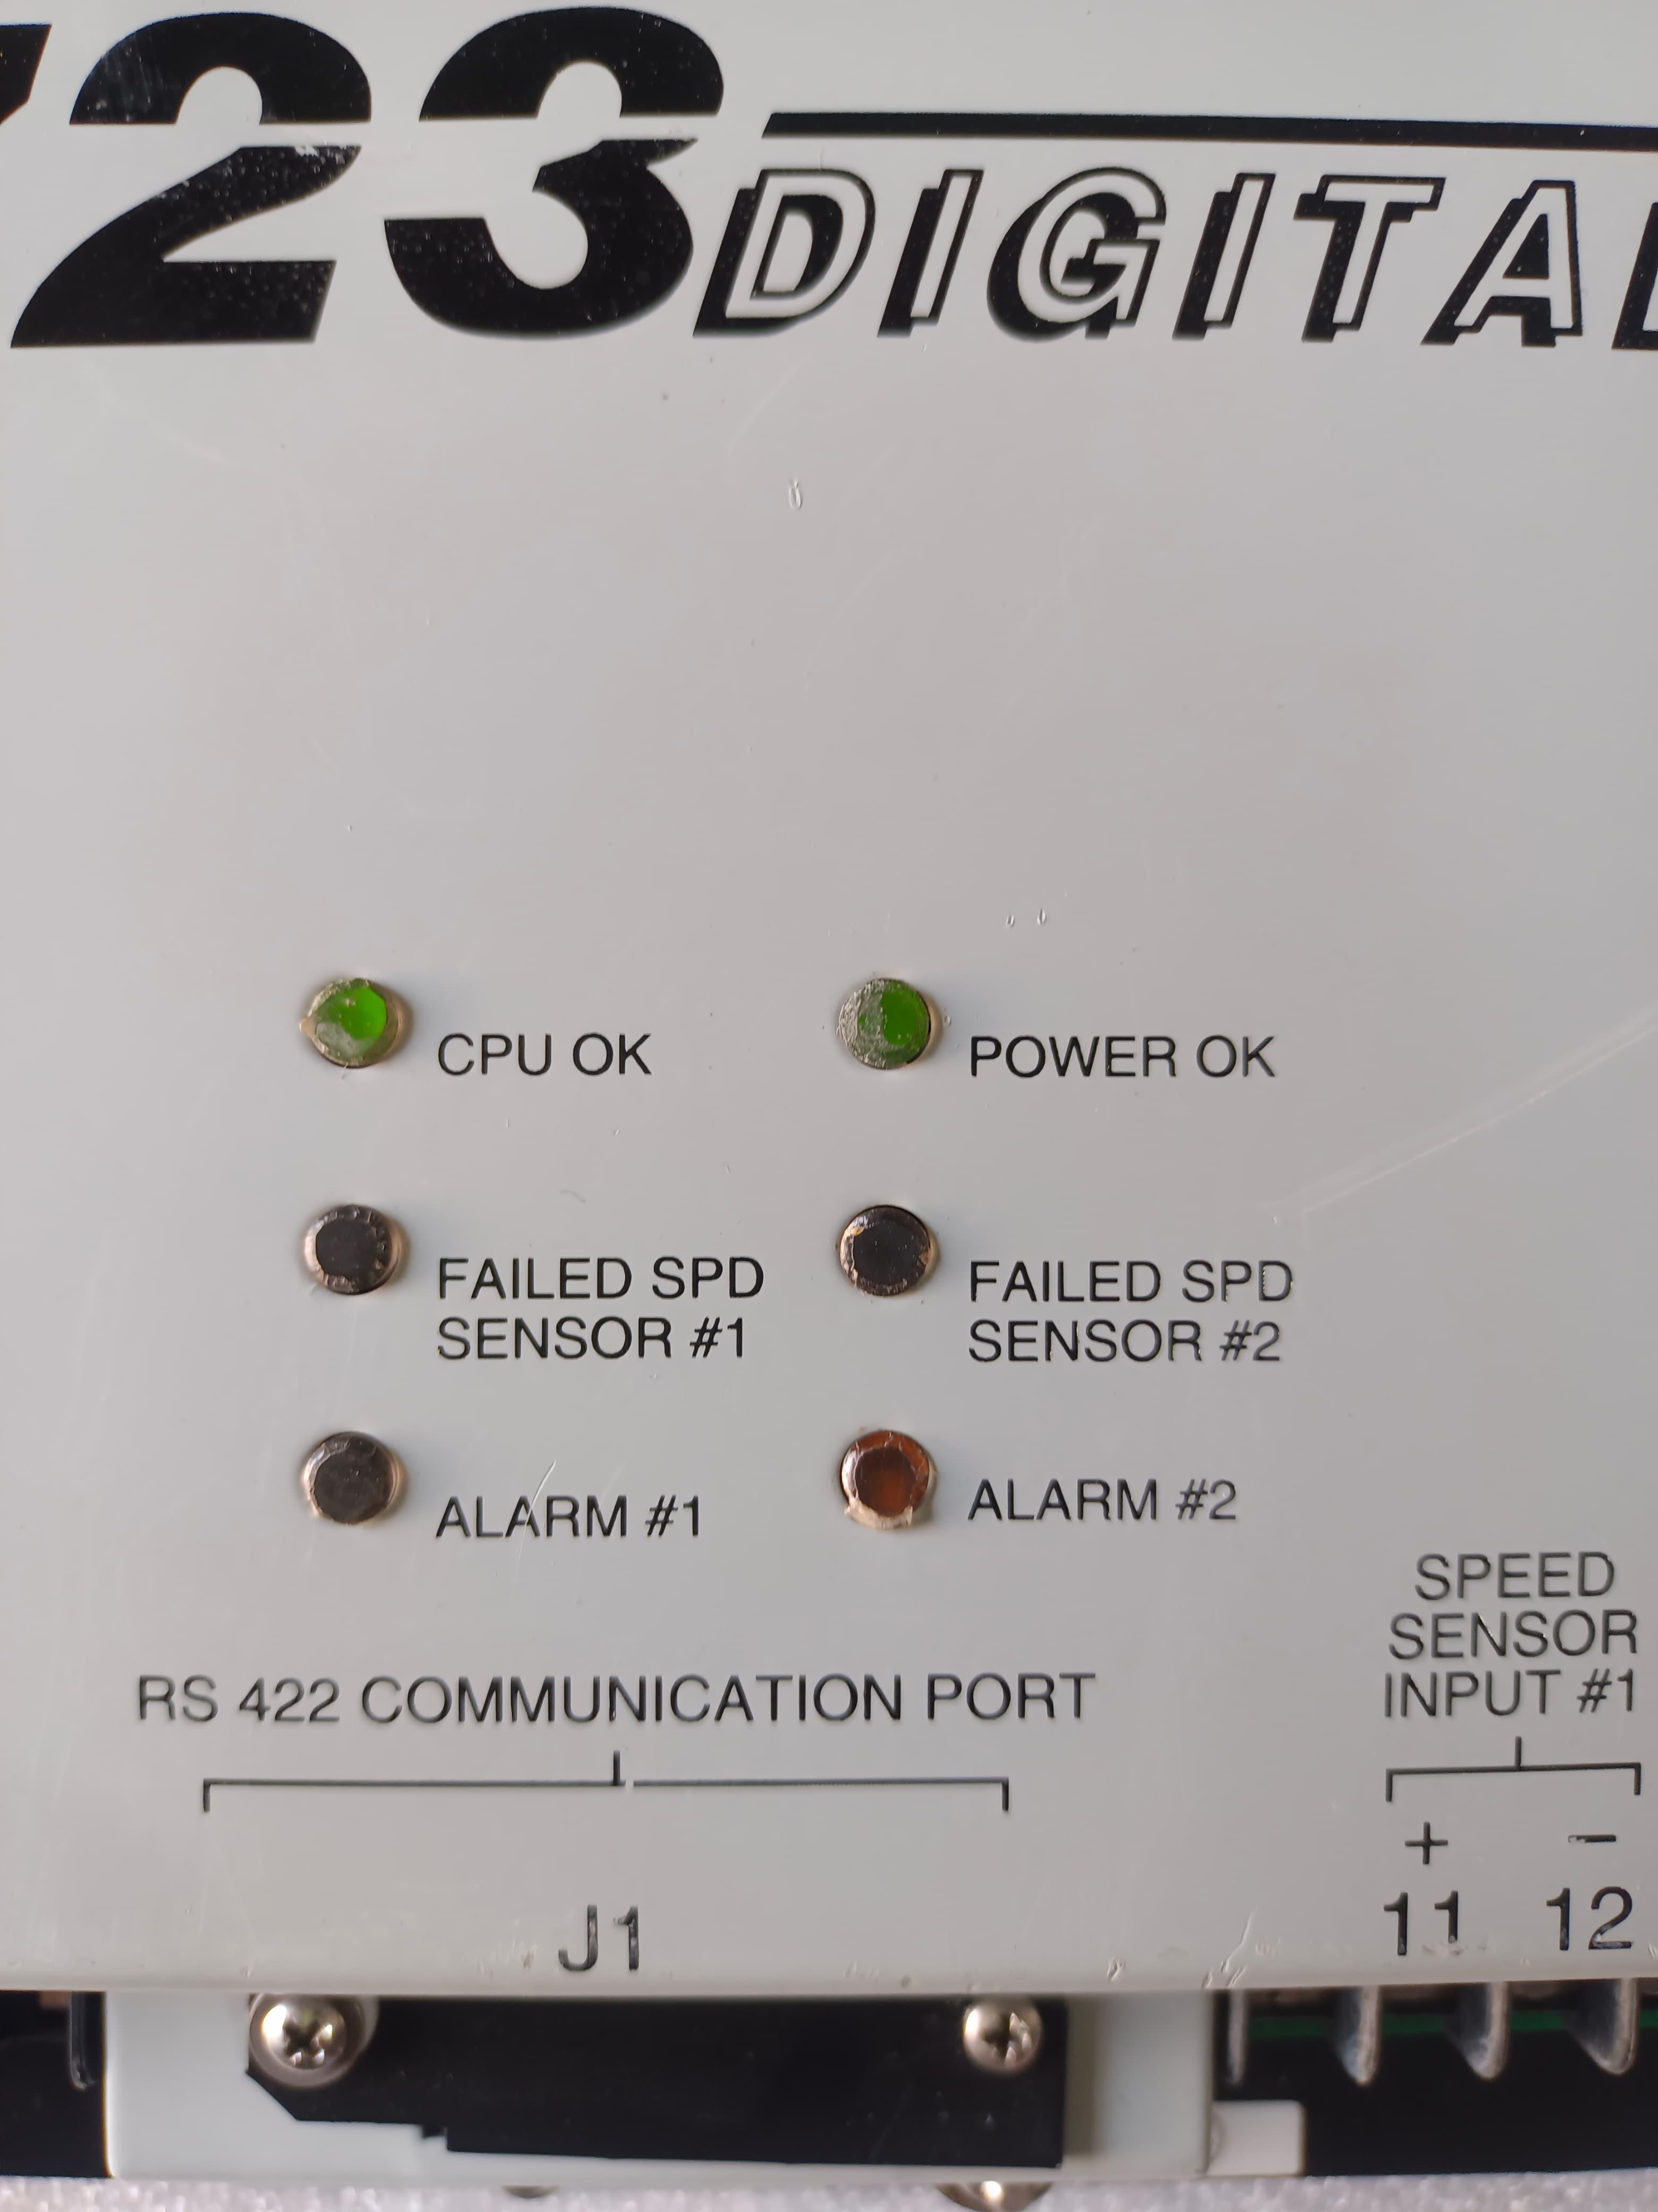 723 DIGITAL
CPU OK
POWER OK
FAILED SPD
SENSOR #1
FAILED SPD
SENSOR #2
ALARM #1
ALARM #2
SPEED
SENSOR
INPUT #1
RS 422 COMMUNICATION PORT
+ −
11 12
J1